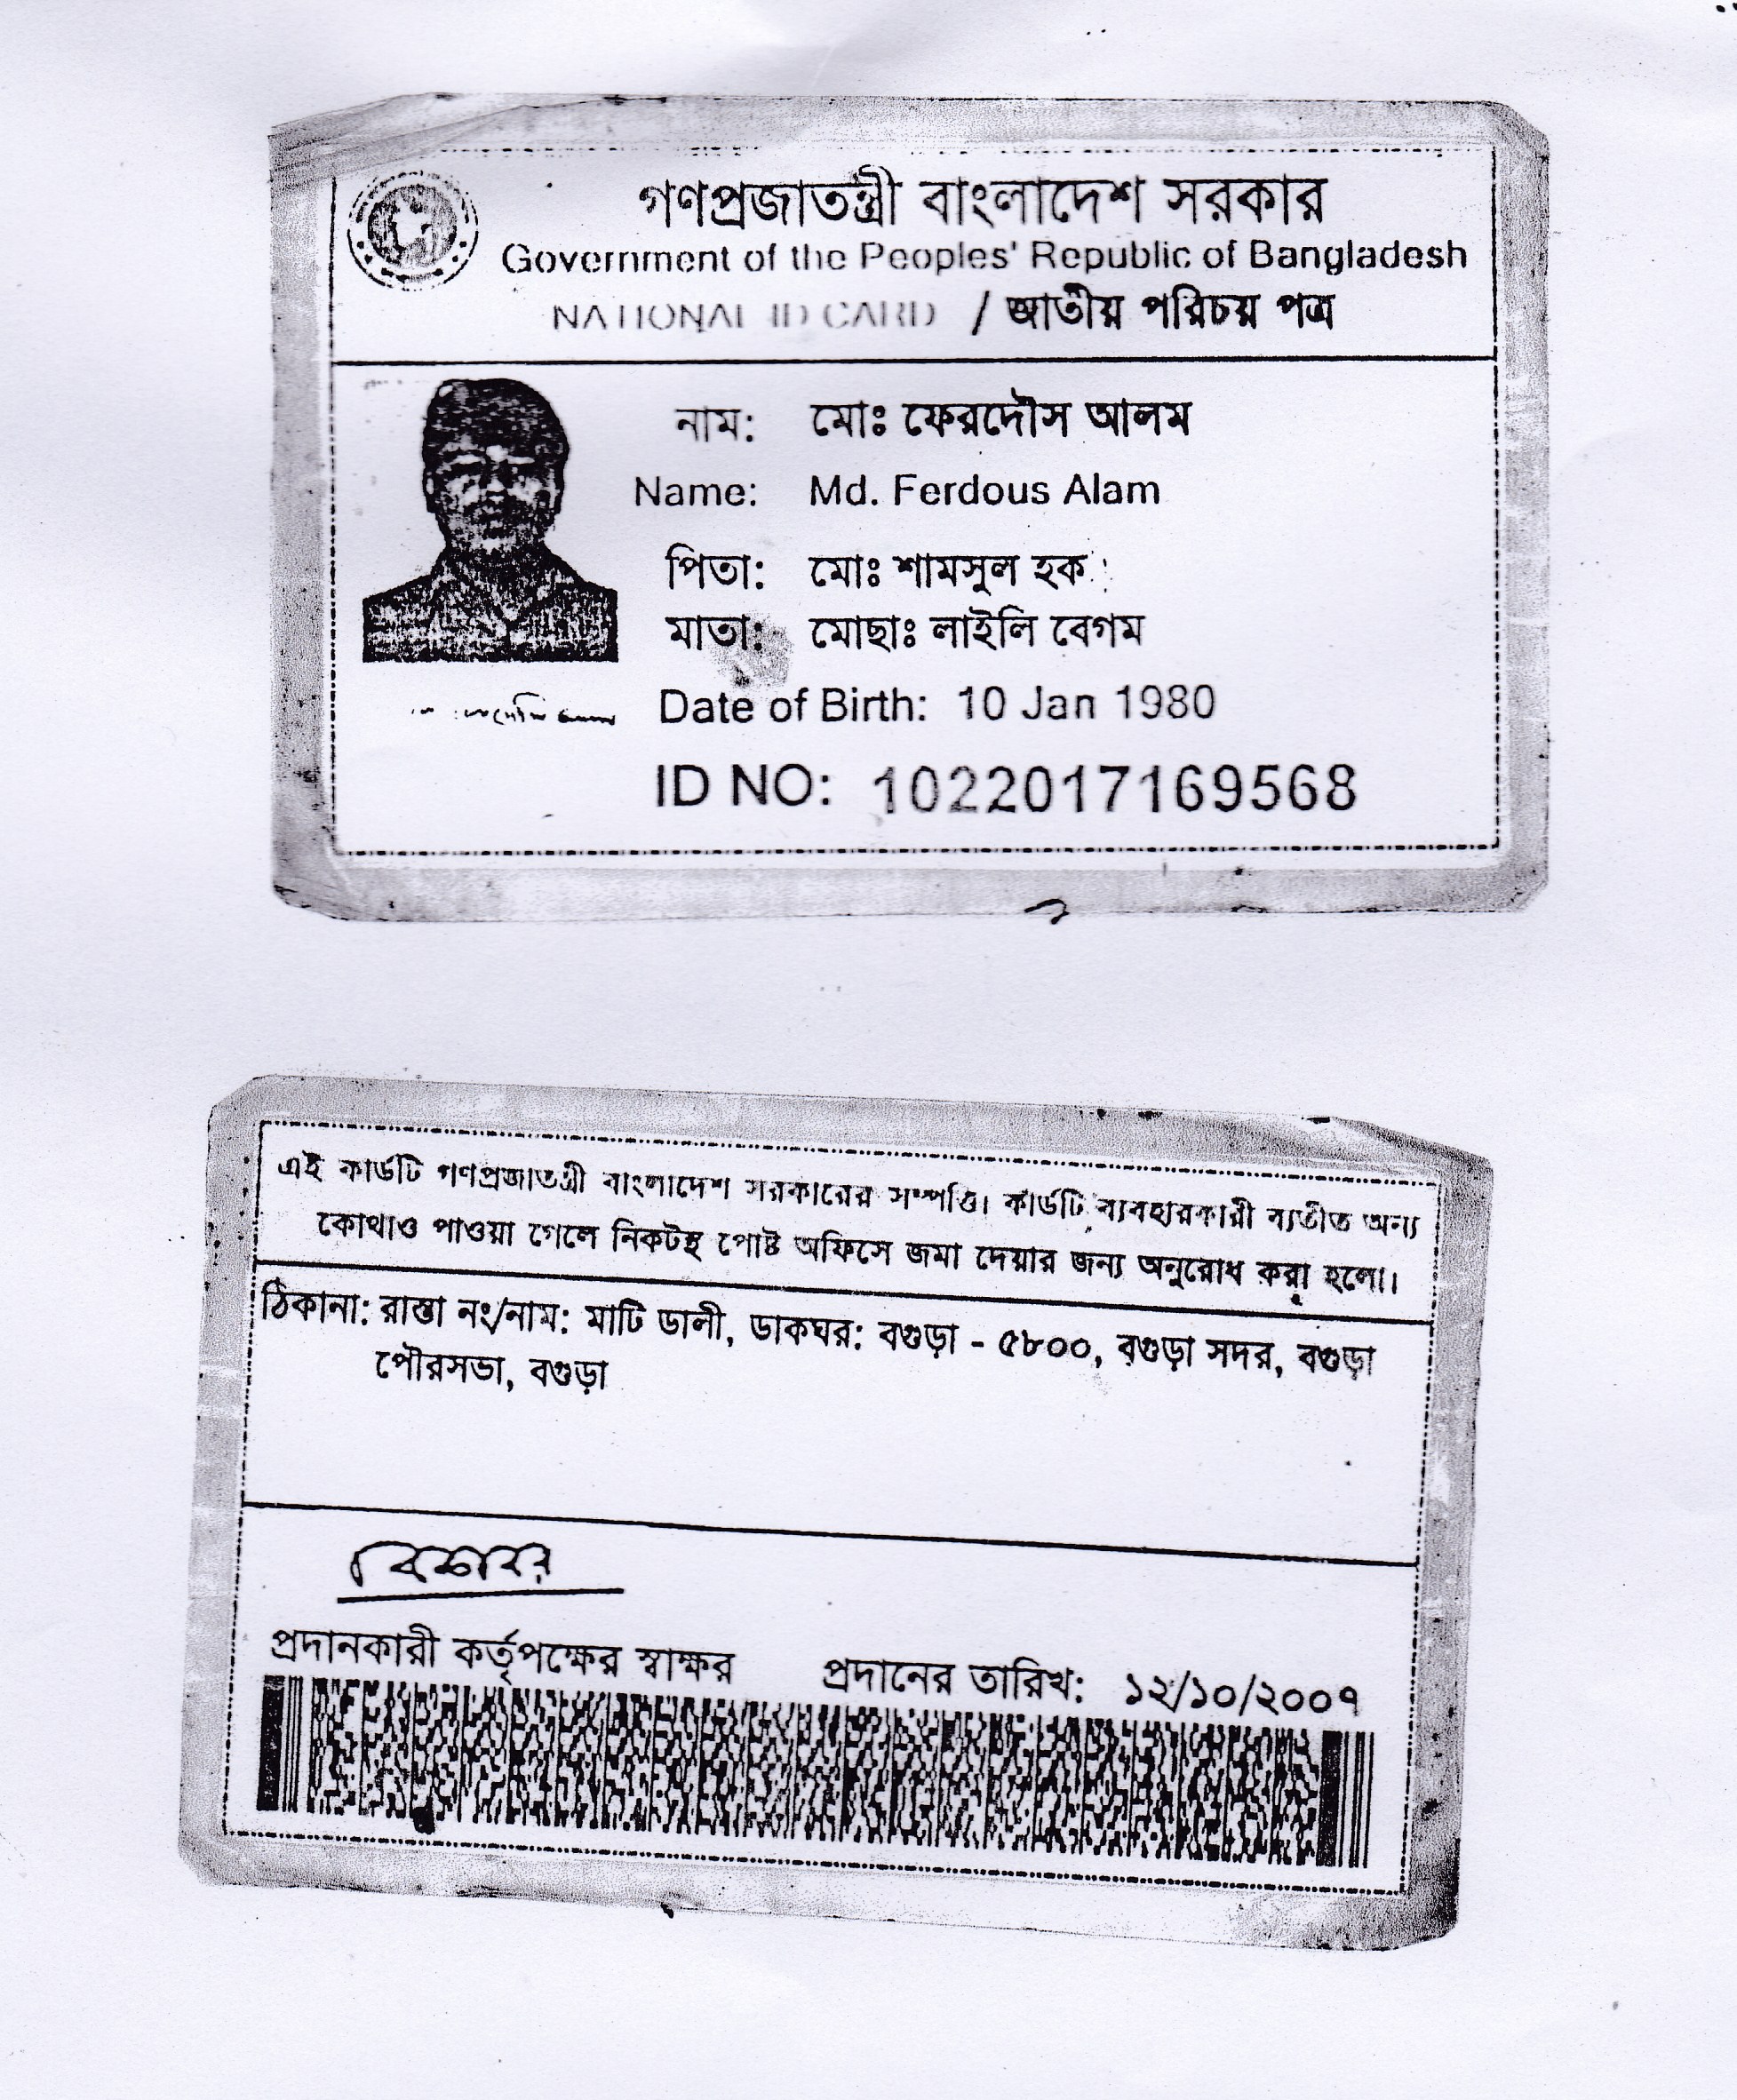 গণপ্রজাতন্ত্রী বাংলাদেশ সরকার
Government of the Peoples' Republic of Bangladesh
NATIONAL ID CARD / জাতীয় পরিচয় পত্র
নাম: মোঃ ফেরদৌস আলম
Name: Md. Ferdous Alam
পিতা: মোঃ শামসুল হক
মাতা: মোছাঃ লাইলি বেগম
Date of Birth: 10 Jan 1980
ID NO: 1022017169568
এই কার্ডটি গণপ্রজাতন্ত্রী বাংলাদেশ সরকারের সম্পত্তি। কার্ডটি ব্যবহারকারী ব্যতীত অন্য
কোথাও পাওয়া গেলে নিকটস্থ পোষ্ট অফিসে জমা দেয়ার জন্য অনুরোধ করা হলো।
ঠিকানা: রাস্তা নং/নাম: মাটি ডালী, ডাকঘর: বগুড়া - ৫৮০০, বগুড়া সদর, বগুড়া
পৌরসভা, বগুড়া
প্রদানকারী কর্তৃপক্ষের স্বাক্ষর প্রদানের তারিখ: ১২/১০/২০০৭